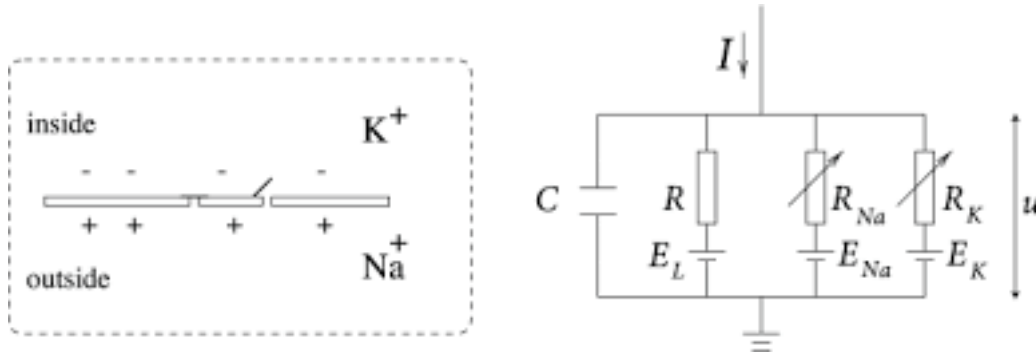 inside
K+
- - - -
+ + + +
Na+
outside
I
C
R
R_Na
R_K
u
E_L
E_Na
E_K